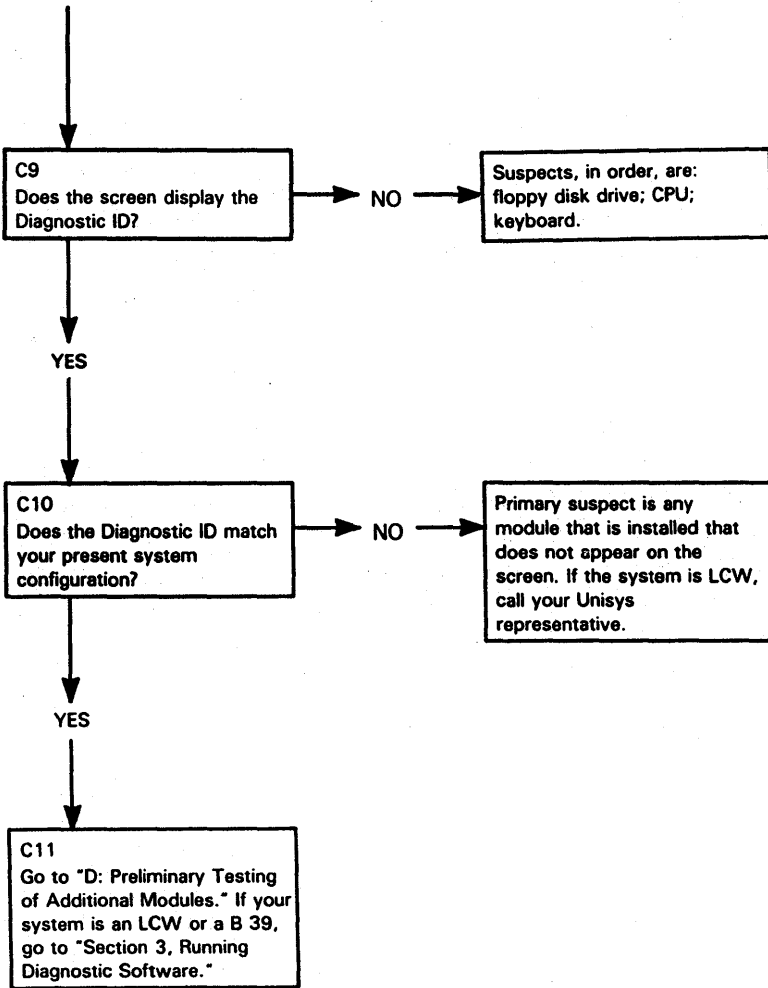 C9
Does the screen display the
Diagnostic ID?
NO
Suspects, in order, are:
floppy disk drive; CPU;
keyboard.
YES
C10
Does the Diagnostic ID match
your present system
configuration?
NO
Primary suspect is any
module that is installed that
does not appear on the
screen. If the system is LCW,
call your Unisys
representative.
YES
C11
Go to "D: Preliminary Testing
of Additional Modules." If your
system is an LCW or a B 39,
go to "Section 3, Running
Diagnostic Software."